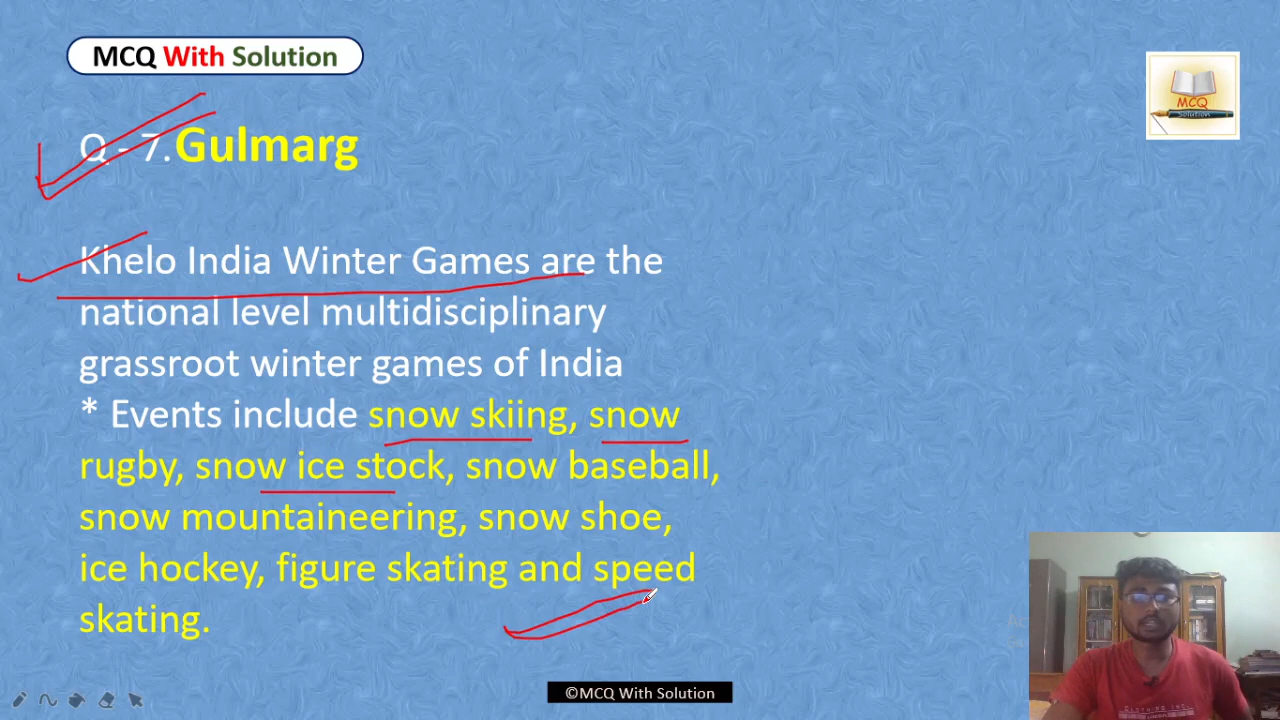 MCQ With Solution
MCQ
Solution
Q - 7. Gulmarg
Khelo India Winter Games are the
national level multidisciplinary
grassroot winter games of India
* Events include snow skiing, snow
rugby, snow ice stock, snow baseball,
snow mountaineering, snow shoe,
ice hockey, figure skating and speed
skating.
©MCQ With Solution